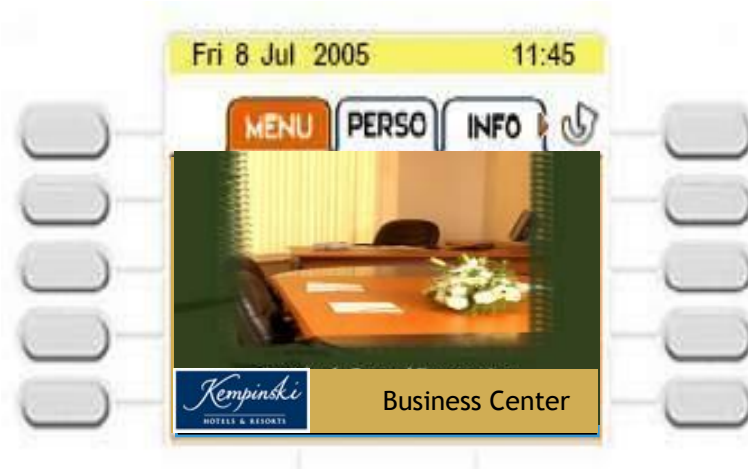 Fri 8 Jul 2005 11:45
MENU PERSO INFO
Kempinski
HOTELS & RESORTS
Business Center